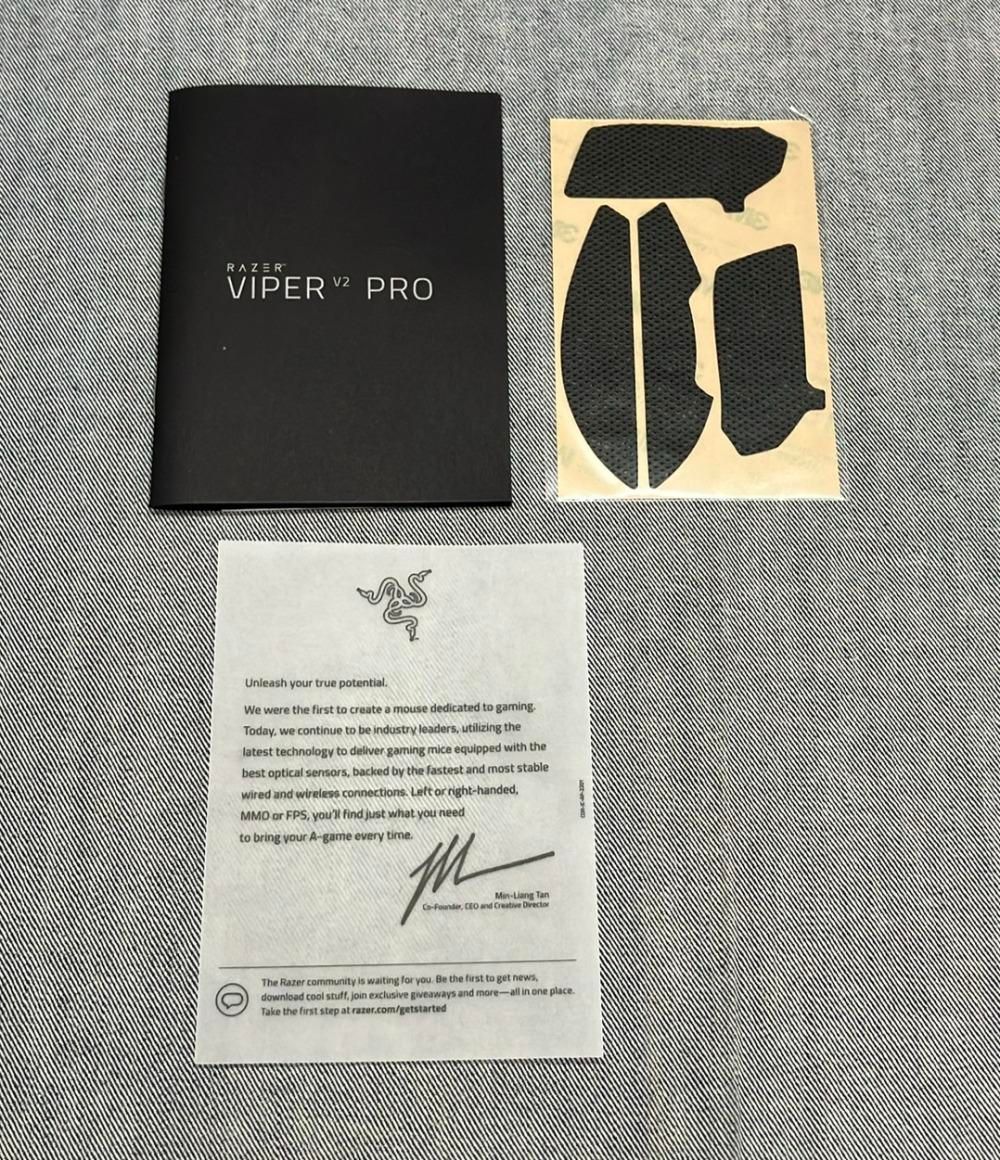 RAZER™
VIPER V2 PRO
3M
Unleash your true potential.
We were the first to create a mouse dedicated to gaming.
Today, we continue to be industry leaders, utilizing the
latest technology to deliver gaming mice equipped with the
best optical sensors, backed by the fastest and most stable
wired and wireless connections. Left or right-handed,
MMO or FPS, you'll find just what you need
to bring your A-game every time.
Min-Liang Tan
Co-Founder, CEO and Creative Director
The Razer community is waiting for you. Be the first to get news,
download cool stuff, join exclusive giveaways and more—all in one place.
Take the first step at razer.com/getstarted